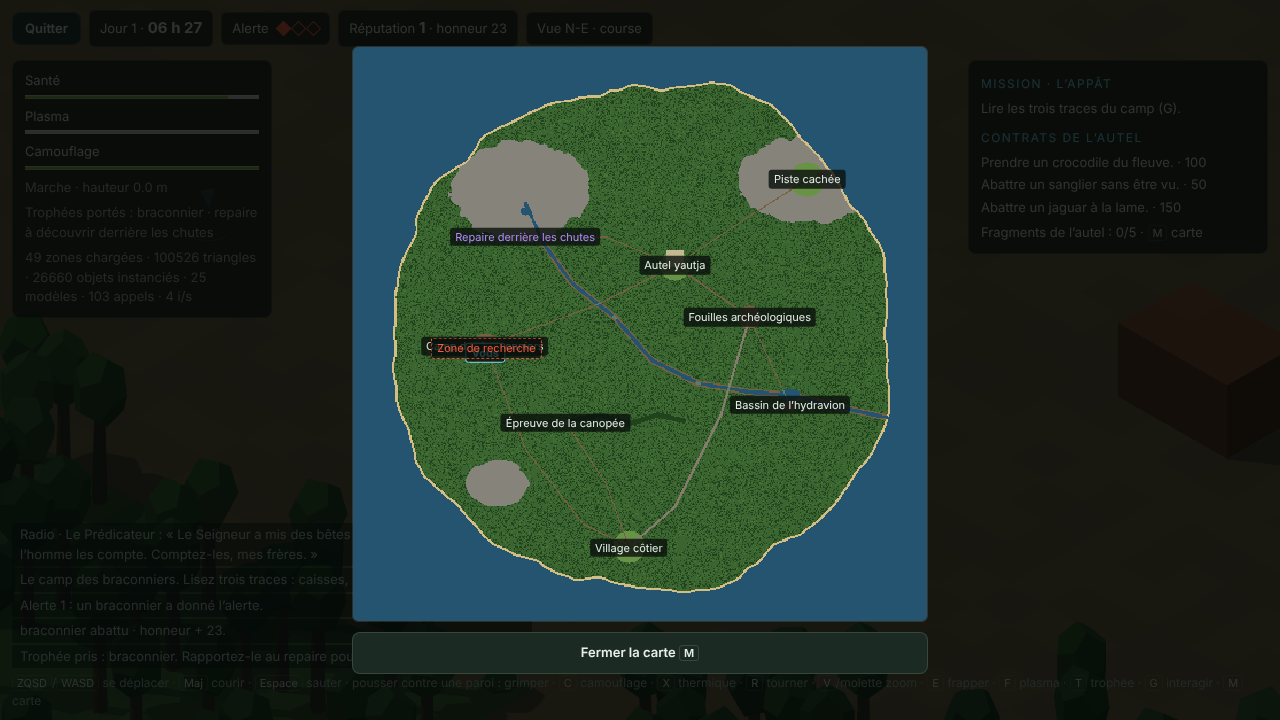 Quitter
Jour 1 · 06 h 27
Alerte
Réputation 1 · honneur 23
Vue N-E · course
Santé
Plasma
Camouflage
Marche · hauteur 0.0 m
Trophées portés : braconnier · repaire
à découvrir derrière les chutes
49 zones chargées · 100526 triangles
· 26660 objets instanciés · 25
modèles · 103 appels · 4 i/s
MISSION · L'APPÂT
Lire les trois traces du camp (G).
CONTRATS DE L'AUTEL
Prendre un crocodile du fleuve. · 100
Abattre un sanglier sans être vu. · 50
Abattre un jaguar à la lame. · 150
Fragments de l'autel : 0/5 · M carte
Piste cachée
Repaire derrière les chutes
Autel yautja
Fouilles archéologiques
Zone de recherche
Bassin de l'hydravion
Épreuve de la canopée
Village côtier
Radio · Le Prédicateur : « Le Seigneur a mis des bêtes
l'homme les compte. Comptez-les, mes frères. »
Le camp des braconniers. Lisez trois traces : caisses,
Alerte 1 : un braconnier a donné l'alerte.
braconnier abattu · honneur + 23.
Trophée pris : braconnier. Rapportez-le au repaire pou
Fermer la carte M
ZQSD / WASD se déplacer · Maj courir · Espace sauter · pousser contre une paroi : grimper · C camouflage · X thermique · R tourner · V /molette zoom · E frapper · F plasma · T trophée · G interagir · M
carte